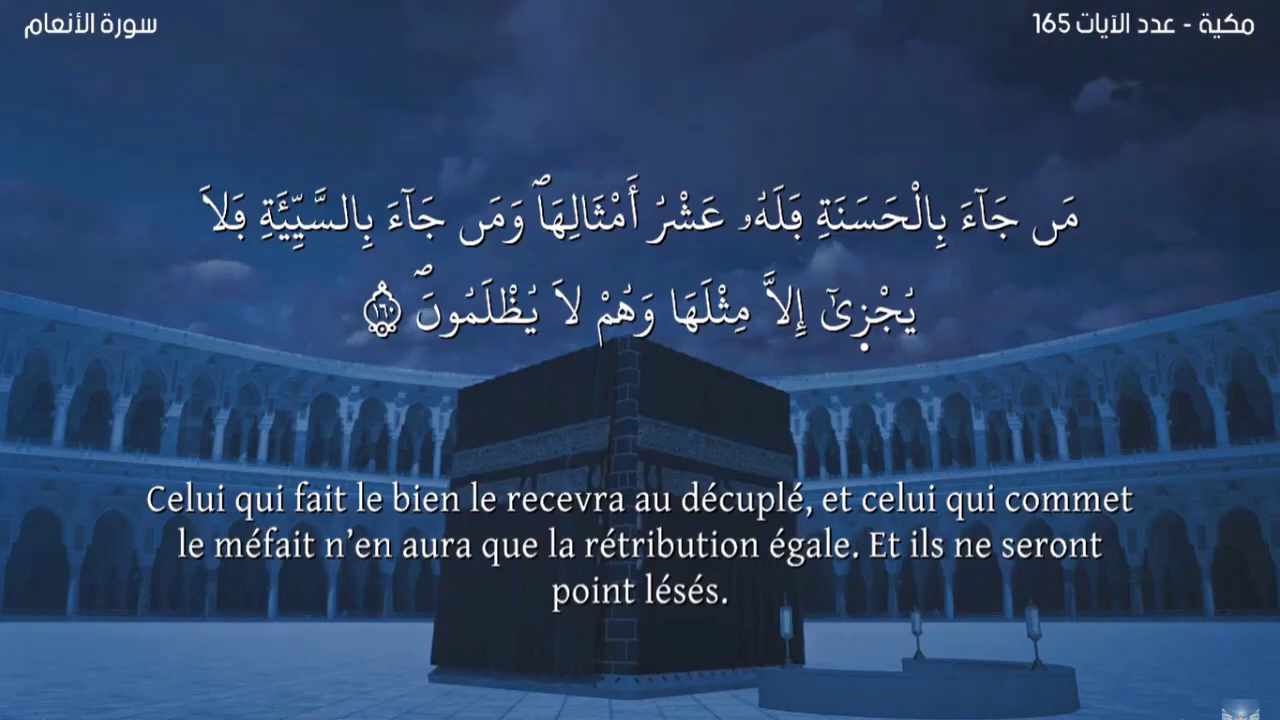 سورة الأنعام
مكية - عدد الآيات 165
مَن جَآءَ بِالْحَسَنَةِ فَلَهُۥ عَشْرُ أَمْثَالِهَاۖ وَمَن جَآءَ بِالسَّيِّئَةِ فَلَا
يُجْزِىٰٓ إِلَّا مِثْلَهَا وَهُمْ لَا يُظْلَمُونَۖ ١٦٠
Celui qui fait le bien le recevra au décuplé, et celui qui commet
le méfait n’en aura que la rétribution égale. Et ils ne seront
point lésés.